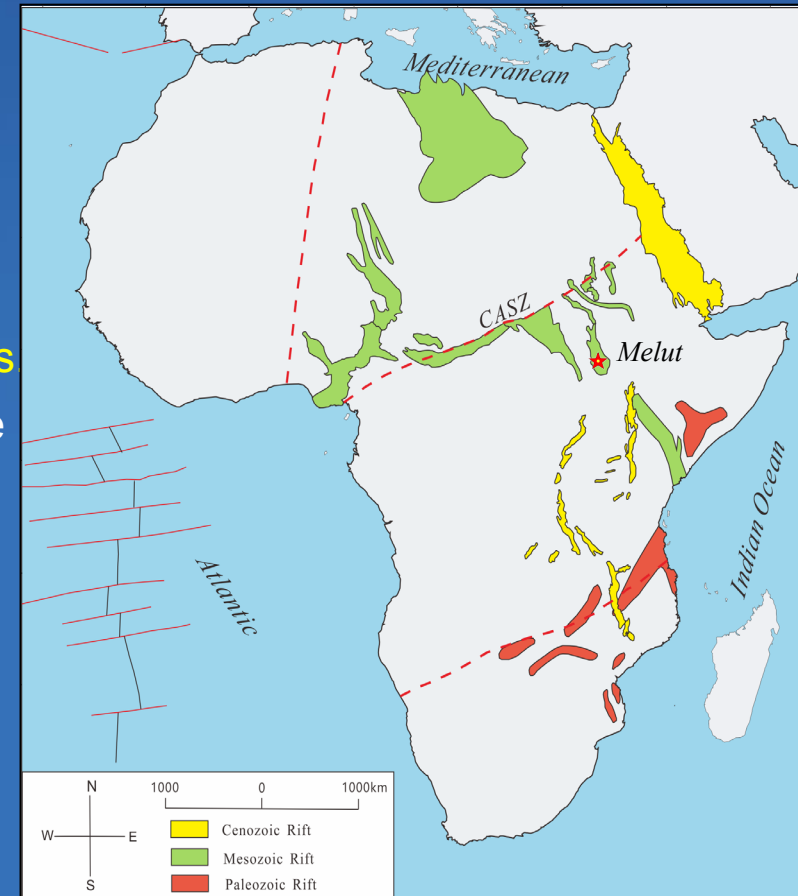 Mediterranean
CASZ
Melut
s.
e
Indian Ocean
Atlantic
N
W E
S
1000 0 1000km
Cenozoic Rift
Mesozoic Rift
Paleozoic Rift